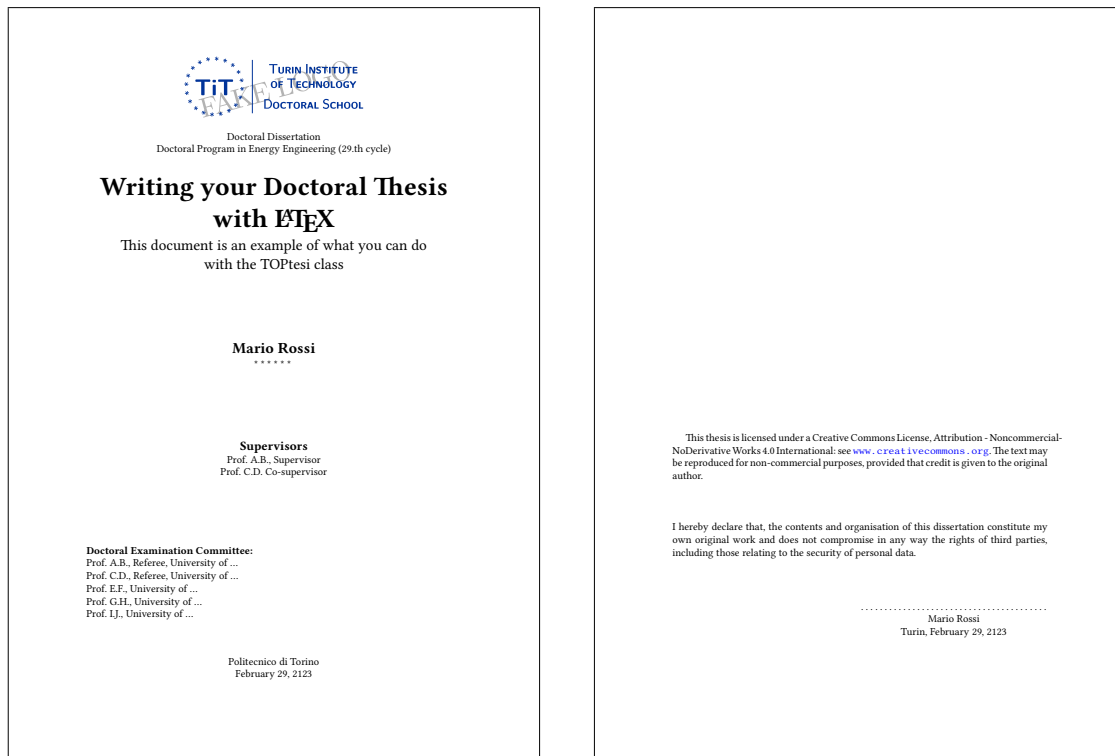 TiT
TURIN INSTITUTE
OF TECHNOLOGY
DOCTORAL SCHOOL
FAKE LOGO
Doctoral Dissertation
Doctoral Program in Energy Engineering (29.th cycle)
Writing your Doctoral Thesis
with LATEX
This document is an example of what you can do
with the TOPtesi class
Mario Rossi
* * * * * *
Supervisors
Prof. A.B., Supervisor
Prof. C.D. Co-supervisor
Doctoral Examination Committee:
Prof. A.B., Referee, University of ...
Prof. C.D., Referee, University of ...
Prof. E.F., University of ...
Prof. G.H., University of ...
Prof. I.J., University of ...
Politecnico di Torino
February 29, 2123
This thesis is licensed under a Creative Commons License, Attribution - Noncommercial-
NoDerivative Works 4.0 International: see www.creativecommons.org. The text may
be reproduced for non-commercial purposes, provided that credit is given to the original
author.
I hereby declare that, the contents and organisation of this dissertation constitute my
own original work and does not compromise in any way the rights of third parties,
including those relating to the security of personal data.
........................................
Mario Rossi
Turin, February 29, 2123